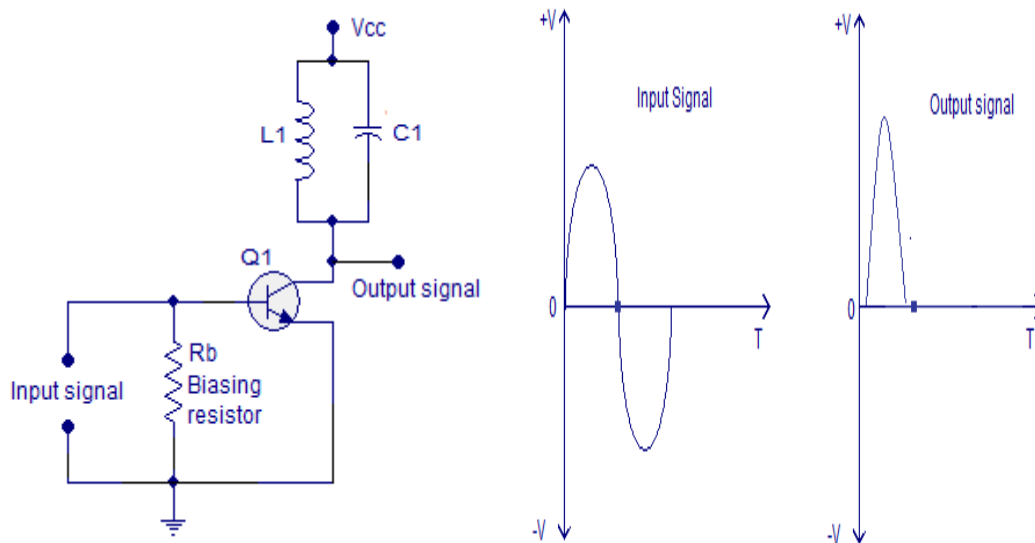 Vcc
L1
C1
Q1
Output signal
Rb
Biasing
resistor
Input signal
+V
Input Signal
0
T
-V
+V
Output signal
0
T
-V